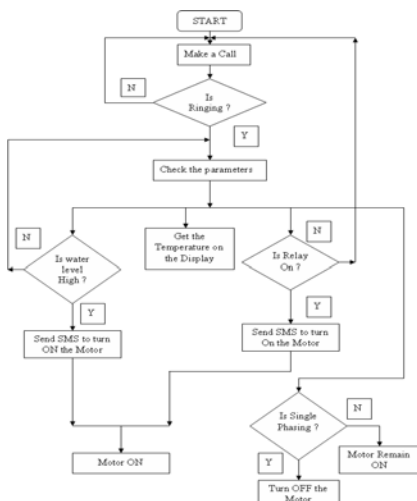 START
Make a Call
N
Is
Ringing ?
Y
Check the parameters
N
Is water
level
High ?
Get the
Temperature on
the Display
N
Is Relay
On ?
Y
Y
Send SMS to turn
ON the Motor
Send SMS to turn
On the Motor
Is Single
Phasing ?
N
Motor ON
Y
Motor Remain
ON
Turn OFF the
Motor